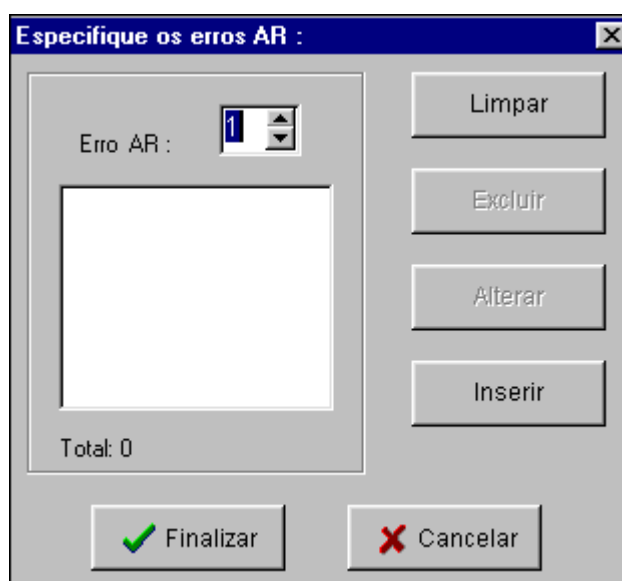 Especifique os erros AR :
Erro AR : 1
Limpar
Excluir
Alterar
Inserir
Total: 0
Finalizar
Cancelar